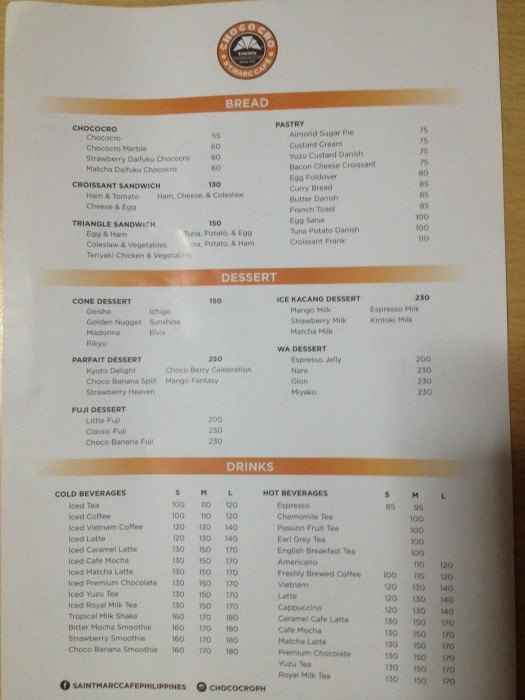 CHOCOCRO
ST.MARC CAFÉ
BREAD
CHOCOCRO
Chococro 55
Chococro Marble 60
Strawberry Daifuku Chococro 60
Matcha Daifuku Chococro 60
CROISSANT SANDWICH 130
Ham & Tomato Ham, Cheese, & Coleslaw
Cheese & Egg
TRIANGLE SANDWICH 150
Egg & Ham Tuna, Potato, & Egg
Coleslaw & Vegetables na, Potato, & Ham
Teriyaki Chicken & Vegetables
PASTRY
Almond Sugar Pie 75
Custard Cream 75
Yuzu Custard Danish 75
Bacon Cheese Croissant 75
Egg Foldover 80
Curry Bread 85
Butter Danish 85
French Toast 85
Egg Salsa 100
Tuna Potato Danish 100
Croissant Frank 110
DESSERT
CONE DESSERT 150
Geisha Ichigo
Golden Nugget Sunshine
Madonna Elvis
Rikyu
PARFAIT DESSERT 250
Kyoto Delight Choco Berry Celebration
Choco Banana Split Mango Fantasy
Strawberry Heaven
FUJI DESSERT
Little Fuji 200
Classic Fuji 230
Choco Banana Fuji 230
ICE KACANG DESSERT 230
Mango Milk Espresso Milk
Strawberry Milk Kintoki Milk
Matcha Milk
WA DESSERT
Espresso Jelly 200
Nara 230
Gion 230
Miyako 230
DRINKS
COLD BEVERAGES S M L
Iced Tea 100 110 120
Iced Coffee 100 110 120
Iced Vietnam Coffee 120 130 140
Iced Latte 120 130 140
Iced Caramel Latte 130 150 170
Iced Cafe Mocha 130 150 170
Iced Matcha Latte 130 150 170
Iced Premium Chocolate 130 150 170
Iced Yuzu Tea 130 150 170
Iced Royal Milk Tea 130 150 170
Tropical Milk Shake 160 170 180
Bitter Mocha Smoothie 160 170 180
Strawberry Smoothie 160 170 180
Choco Banana Smoothie 160 170 180
HOT BEVERAGES S M L
Espresso 85 95
Chamomile Tea 100
Passion Fruit Tea 100
Earl Grey Tea 100
English Breakfast Tea 100
Americano 110 120
Freshly Brewed Coffee 100 110 120
Vietnam 120 130 140
Latte 120 130 140
Cappuccino 120 130 140
Caramel Cafe Latte 130 150 170
Cafe Mocha 130 150 170
Matcha Latte 130 150 170
Premium Chocolate 130 150 170
Yuzu Tea 130 150 170
Royal Milk Tea 130 150 170
SAINTMARCCAFEPHILIPPINES CHOCOCROPH